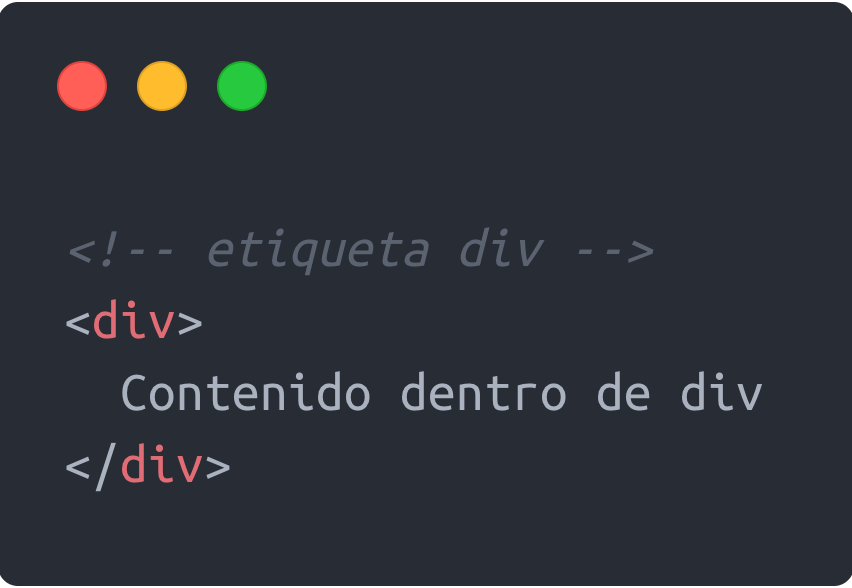 <!-- etiqueta div -->
<div>
  Contenido dentro de div
</div>